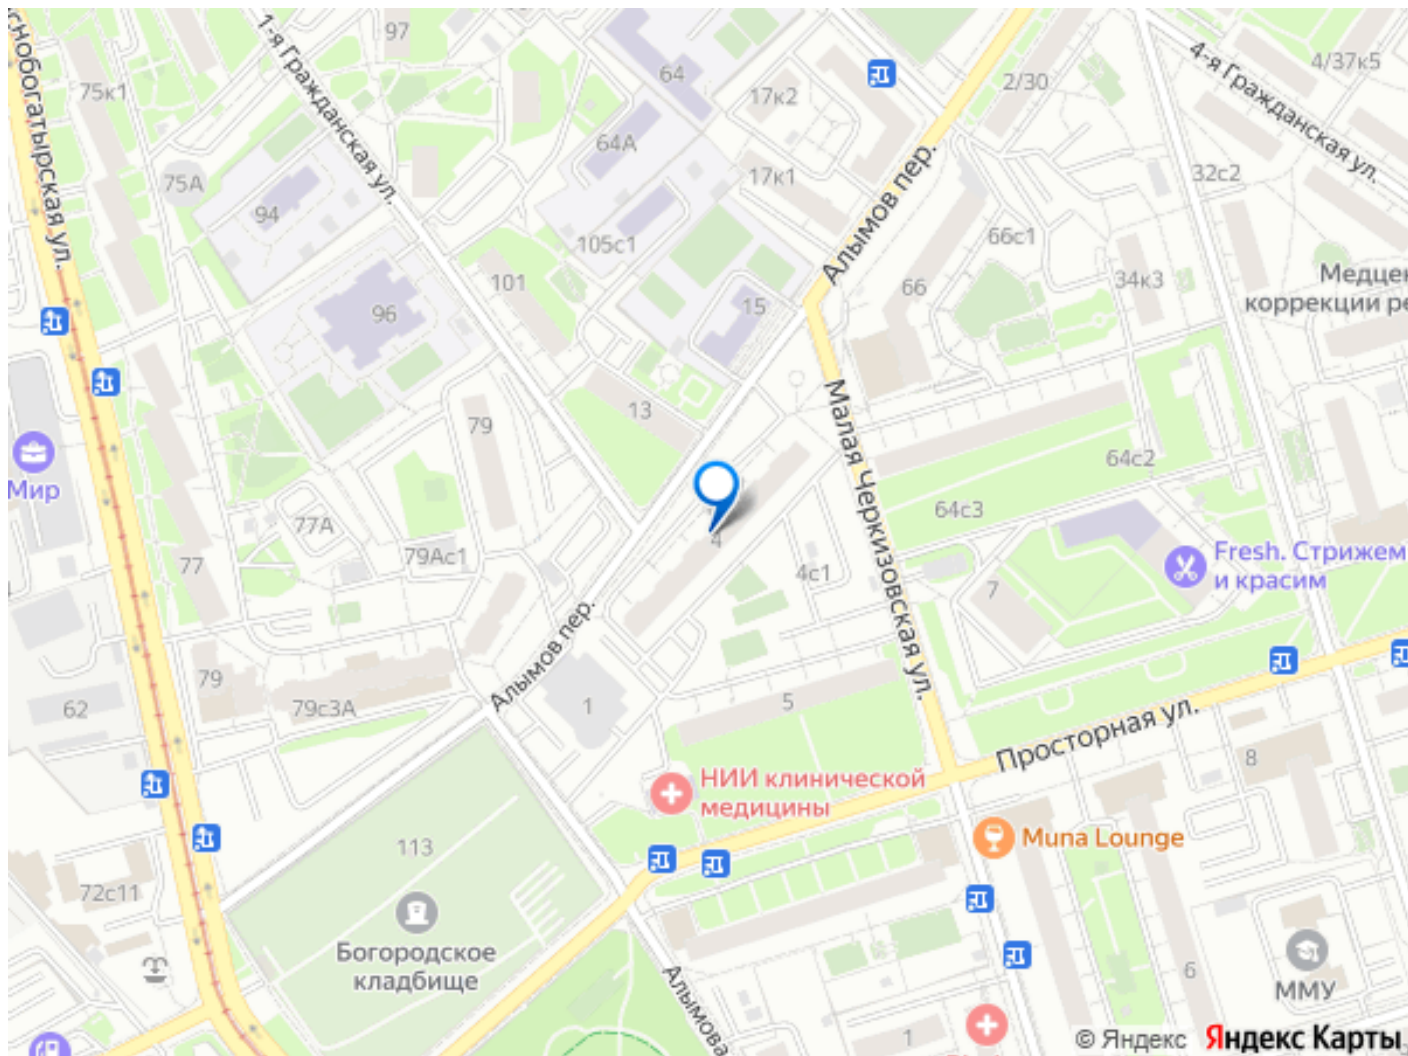 97
75к1
1-я Гражданская ул.
64
17к2
2/30
4/37к5
4-я Гражданская ул.
снобогатырская ул.
64А
75А
17к1
32с2
94
Алымов пер.
105с1
66с1
101
66
34к3
Медцен
коррекции ре
96
15
13
79
Малая Черкизовская ул.
64с2
Мир
64с3
77А
4
79Ас1
77
4с1
7
Fresh. Стрижем
и красим
Алымов пер.
79
79с3А
62
1
5
Просторная ул.
8
НИИ клинической
медицины
113
Muna Lounge
72с11
Богородское
кладбище
Алымова
6
ММУ
1
© Яндекс Яндекс Карты